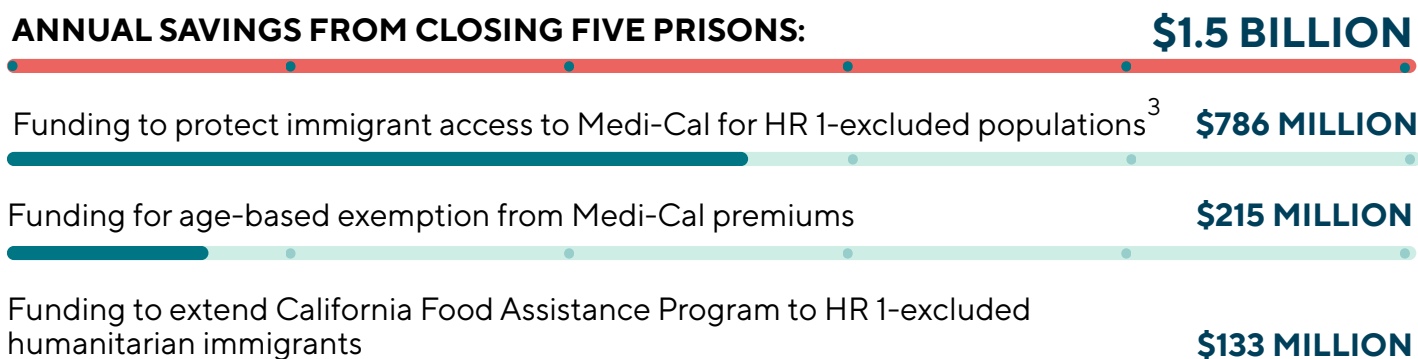 ANNUAL SAVINGS FROM CLOSING FIVE PRISONS: $1.5 BILLION
Funding to protect immigrant access to Medi-Cal for HR 1-excluded populations3 $786 MILLION
Funding for age-based exemption from Medi-Cal premiums $215 MILLION
Funding to extend California Food Assistance Program to HR 1-excluded
humanitarian immigrants $133 MILLION